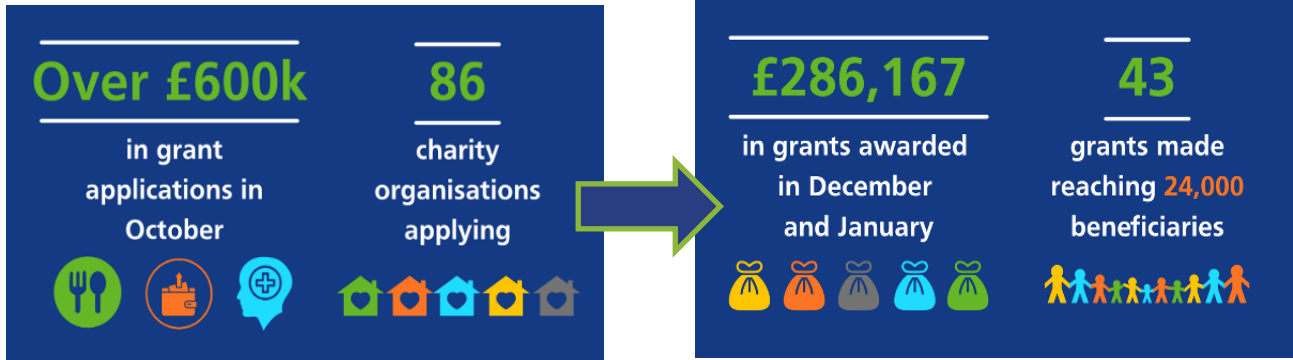 Over £600k
in grant
applications in
October
86
charity
organisations
applying
£286,167
in grants awarded
in December
and January
43
grants made
reaching 24,000
beneficiaries